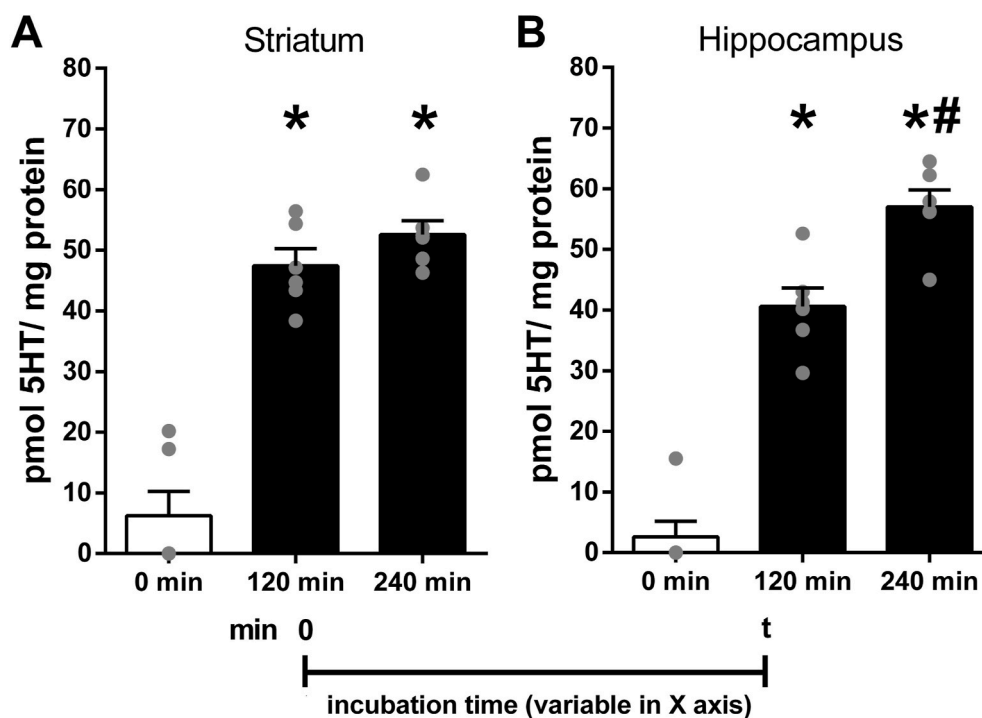 A
Striatum
80
70
60
50
40
30
20
10
0
pmol 5HT/ mg protein
*
*
0 min
120 min
240 min
B
Hippocampus
80
70
60
50
40
30
20
10
0
pmol 5HT/ mg protein
*
*#
0 min
120 min
240 min
min 0
t
incubation time (variable in X axis)